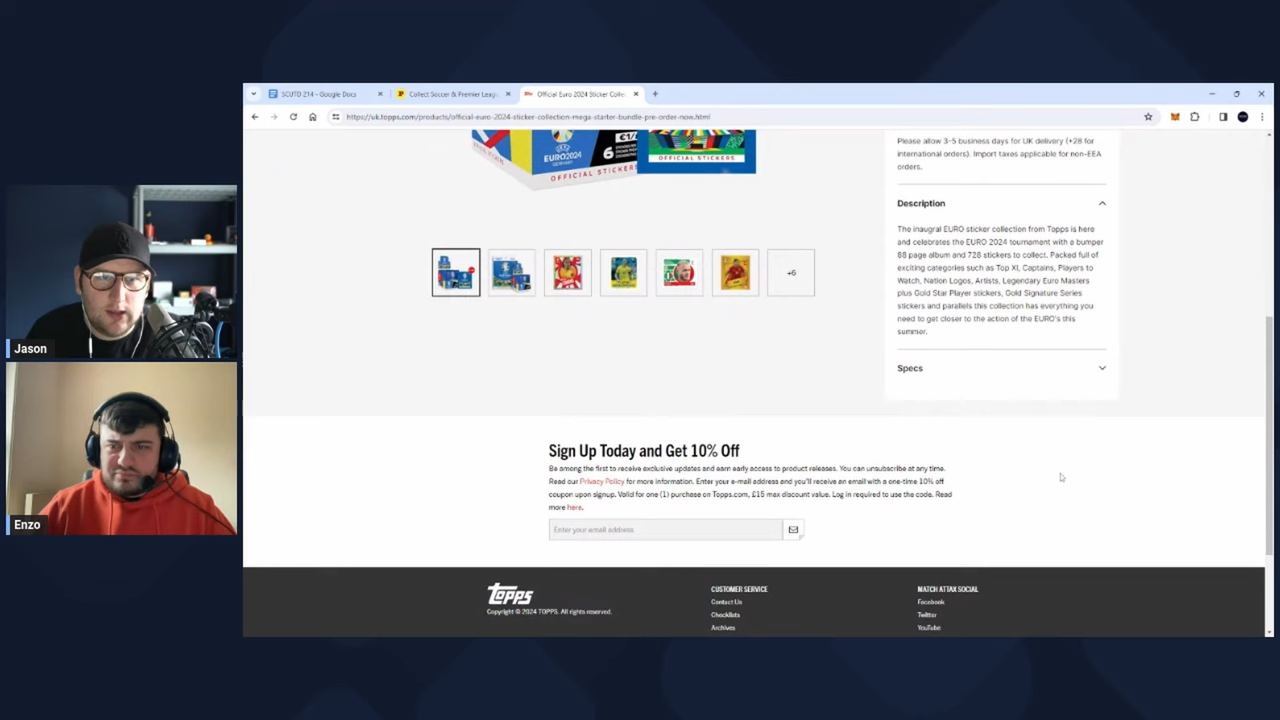 SCUTD 214 - Google Docs
Collect Soccer & Premier Leag
Official Euro 2024 Sticker Colle
https://uk.topps.com/products/official-euro-2024-sticker-collection-mega-starter-bundle-pre-order-now.html
EURO2024
6
OFFICIAL STICKERS
OFFICIAL STICKERS
Please allow 3-5 business days for UK delivery (+28 for
international orders). Import taxes applicable for non-EEA
orders.
Description
The inaugral EURO sticker collection from Topps is here
and celebrates the EURO 2024 tournament with a bumper
88 page album and 728 stickers to collect. Packed full of
exciting categories such as Top XI, Captains, Players to
Watch, Nation Logos, Artists, Legendary Euro Masters
plus Gold Star Player stickers, Gold Signature Series
stickers and parallels this collection has everything you
need to get closer to the action of the EURO's this
summer.
+6
Specs
Jason
Enzo
Sign Up Today and Get 10% Off
Be among the first to receive exclusive updates and earn early access to product releases. You can unsubscribe at any time.
Read our Privacy Policy for more information. Enter your e-mail address and you'll receive an email with a one-time 10% off
coupon upon signup. Valid for one (1) purchase on Topps.com, £15 max discount value. Log in required to use the code. Read
more here.
Enter your email address
Topps
Copyright © 2024 TOPPS. All rights reserved.
CUSTOMER SERVICE
Contact Us
Checklists
Archives
MATCH ATTAX SOCIAL
Facebook
Twitter
YouTube